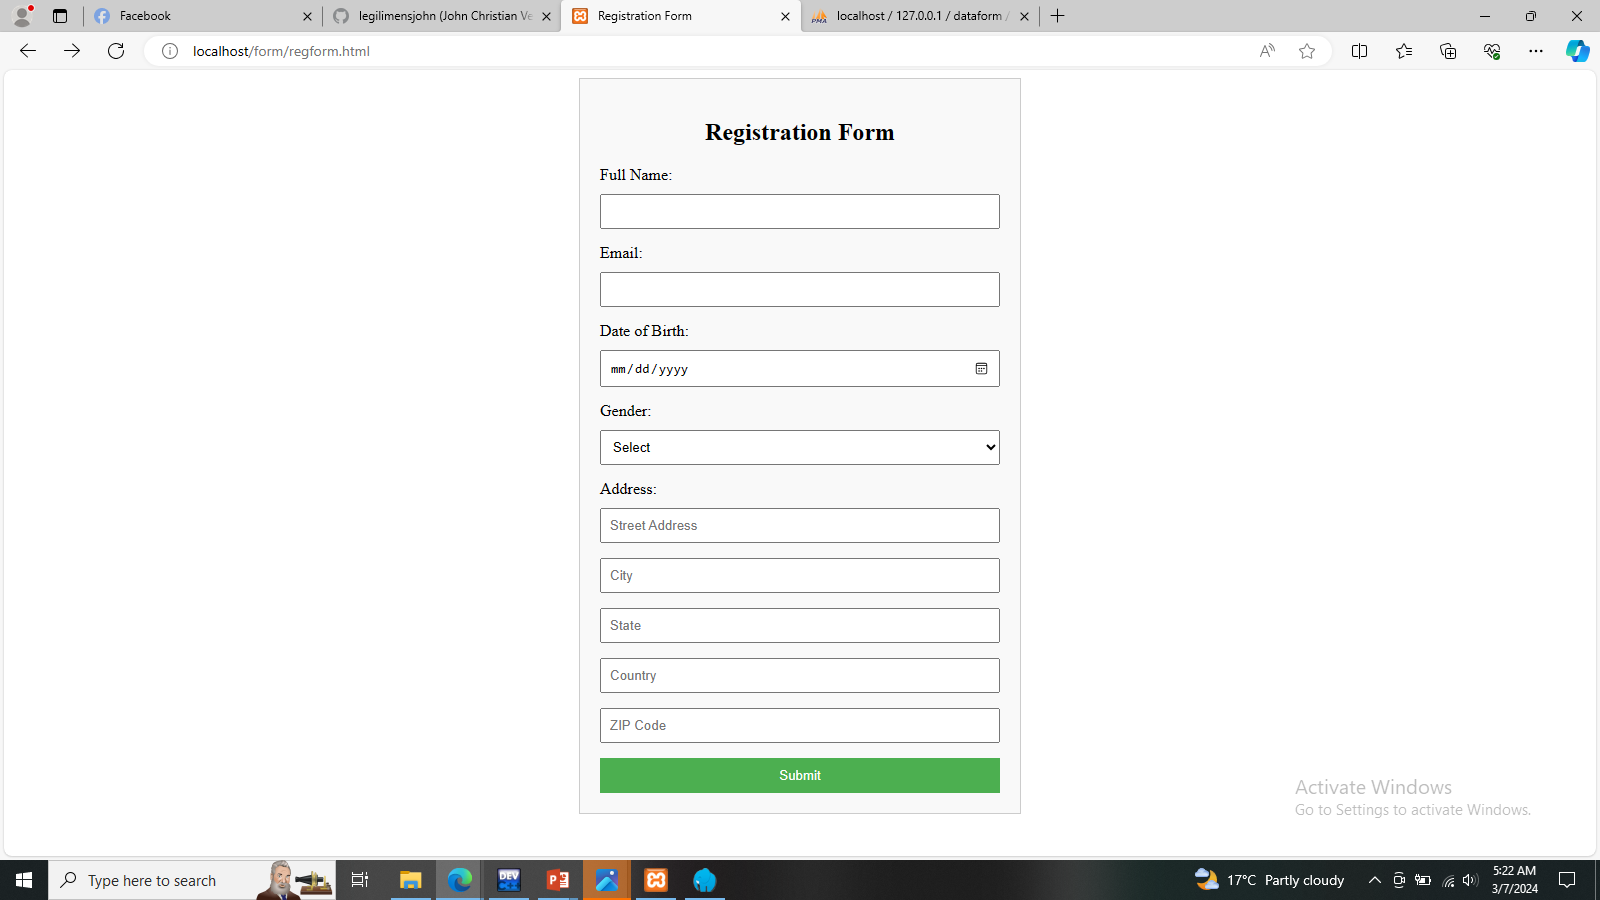 Facebook
legilimensjohn (John Christian Ve
Registration Form
localhost / 127.0.0.1 / dataform /
localhost/form/regform.html
Registration Form
Full Name:
Email:
Date of Birth:
mm/dd/yyyy
Gender:
Select
Address:
Street Address
City
State
Country
ZIP Code
Submit
Activate Windows
Go to Settings to activate Windows.
Type here to search
DEV
17°C Partly cloudy
5:22 AM
3/7/2024